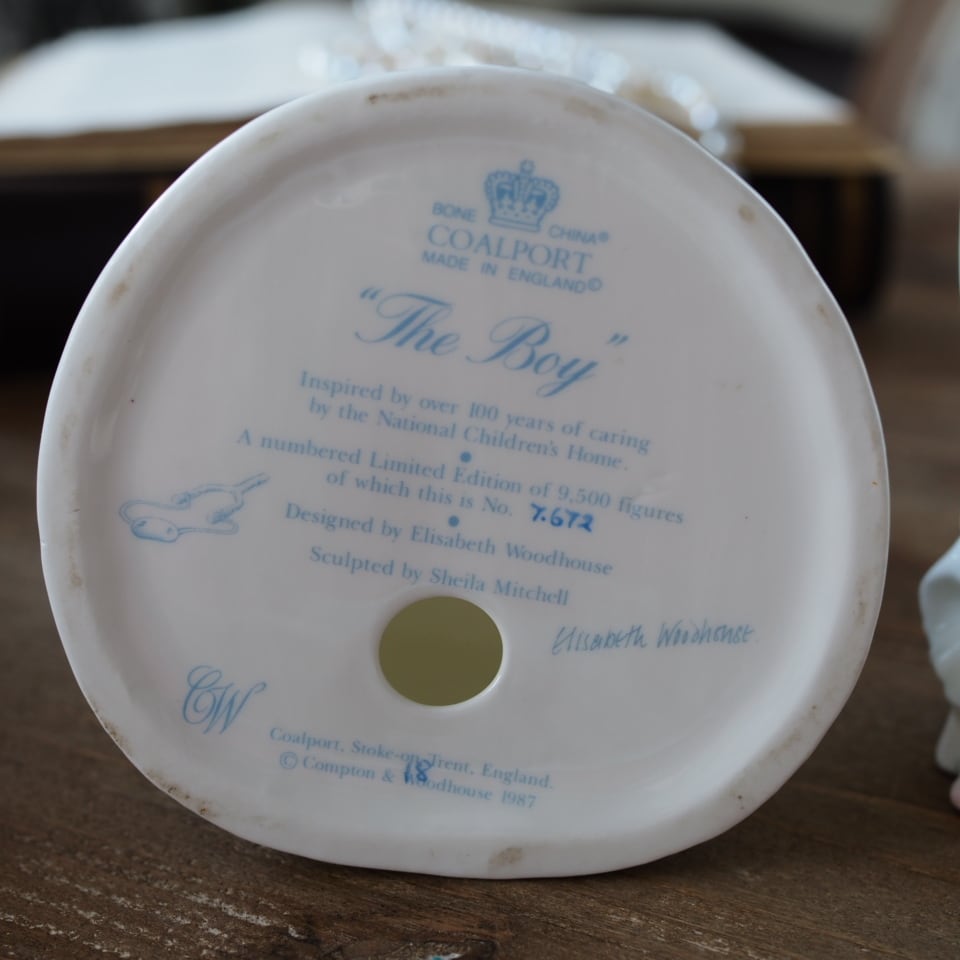 BONE CHINA®
COALPORT
MADE IN ENGLAND©
"The Boy"
Inspired by over 100 years of caring
by the National Children's Home.
A numbered Limited Edition of 9,500 figures
of which this is No. 7.672
Designed by Elisabeth Woodhouse
Sculpted by Sheila Mitchell
Elisabeth Woodhouse.
CW
Coalport, Stoke-on-Trent, England.
18
© Compton & Woodhouse 1987